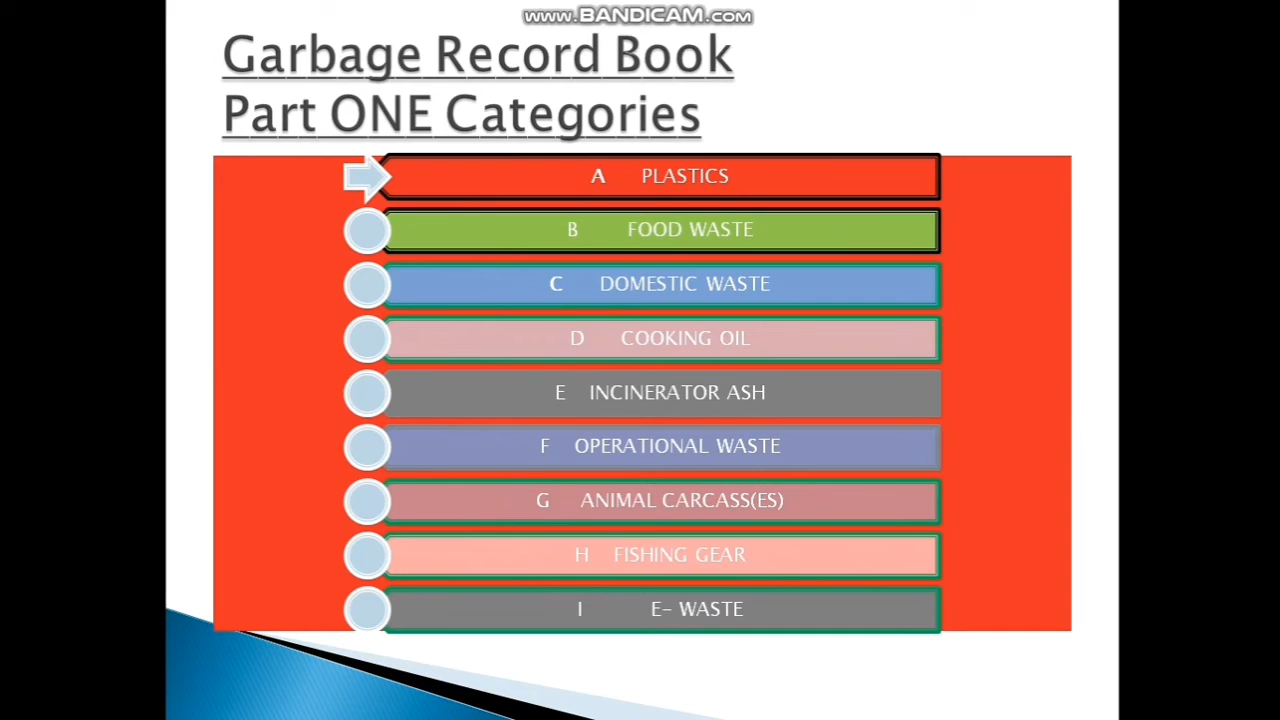 www.BANDICAM.com
Garbage Record Book
Part ONE Categories
A PLASTICS
B FOOD WASTE
C DOMESTIC WASTE
D COOKING OIL
E INCINERATOR ASH
F OPERATIONAL WASTE
G ANIMAL CARCASS(ES)
H FISHING GEAR
I E- WASTE